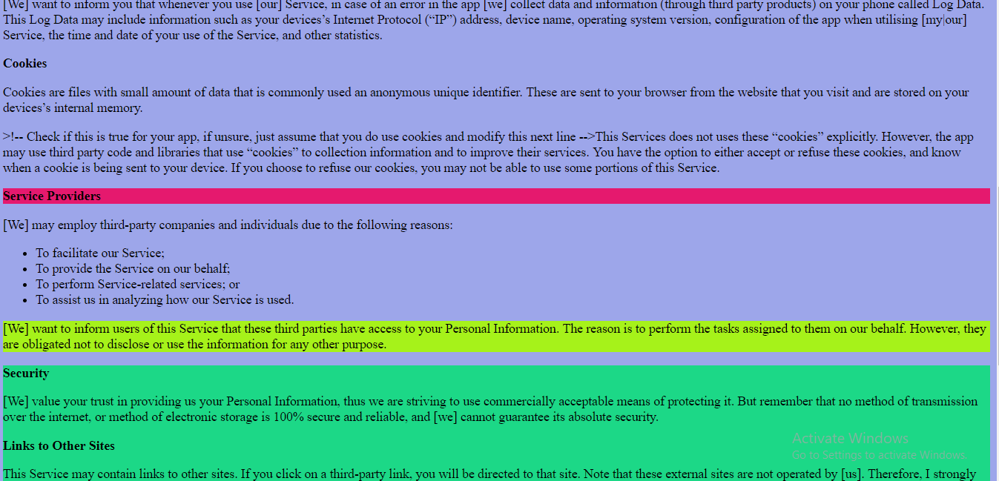 [We] want to inform you that whenever you use [our] Service, in case of an error in the app [we] collect data and information (through third party products) on your phone called Log Data.
This Log Data may include information such as your devices’s Internet Protocol (“IP”) address, device name, operating system version, configuration of the app when utilising [my|our]
Service, the time and date of your use of the Service, and other statistics.
Cookies
Cookies are files with small amount of data that is commonly used an anonymous unique identifier. These are sent to your browser from the website that you visit and are stored on your
devices’s internal memory.
>!-- Check if this is true for your app, if unsure, just assume that you do use cookies and modify this next line -->This Services does not uses these “cookies” explicitly. However, the app
may use third party code and libraries that use “cookies” to collection information and to improve their services. You have the option to either accept or refuse these cookies, and know
when a cookie is being sent to your device. If you choose to refuse our cookies, you may not be able to use some portions of this Service.
Service Providers
[We] may employ third-party companies and individuals due to the following reasons:
• To facilitate our Service;
• To provide the Service on our behalf;
• To perform Service-related services; or
• To assist us in analyzing how our Service is used.
[We] want to inform users of this Service that these third parties have access to your Personal Information. The reason is to perform the tasks assigned to them on our behalf. However, they
are obligated not to disclose or use the information for any other purpose.
Security
[We] value your trust in providing us your Personal Information, thus we are striving to use commercially acceptable means of protecting it. But remember that no method of transmission
over the internet, or method of electronic storage is 100% secure and reliable, and [we] cannot guarantee its absolute security.
Links to Other Sites
This Service may contain links to other sites. If you click on a third-party link, you will be directed to that site. Note that these external sites are not operated by [us]. Therefore, I strongly
Activate Windows
Go to Settings to activate Windows.